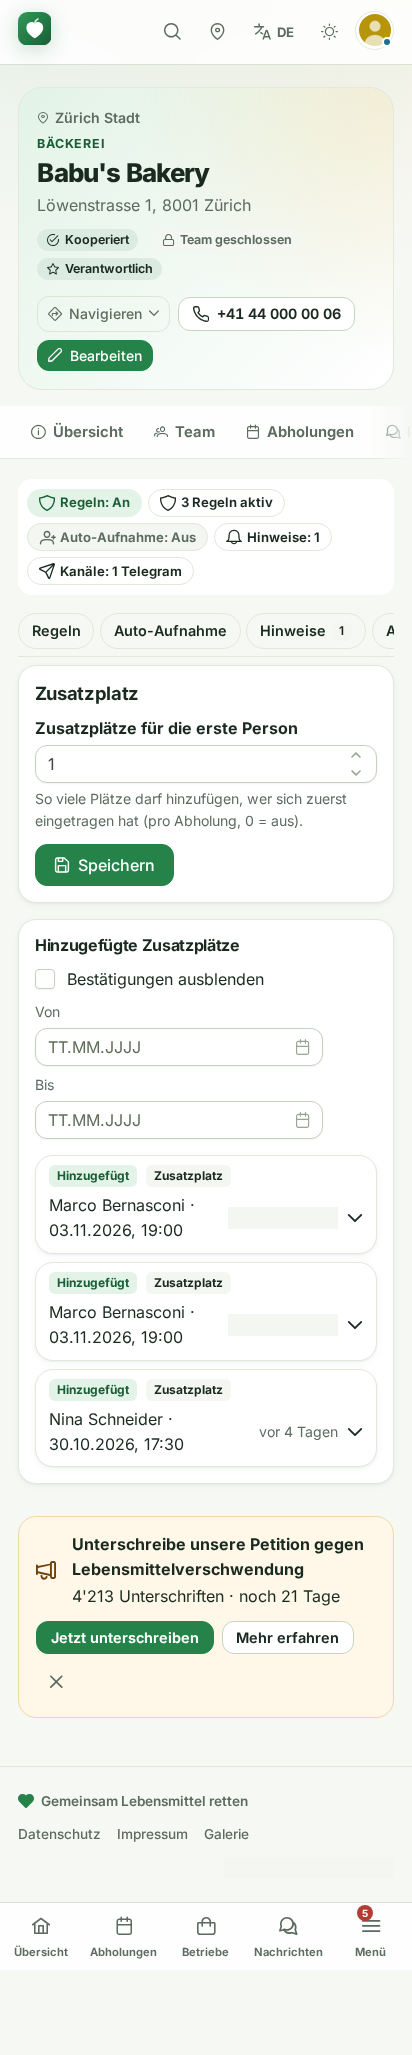 DE
Zürich Stadt
BÄCKEREI
Babu's Bakery
Löwenstrasse 1, 8001 Zürich
Kooperiert
Team geschlossen
Verantwortlich
Navigieren
+41 44 000 00 06
Bearbeiten
Übersicht
Team
Abholungen
Regeln: An
3 Regeln aktiv
Auto-Aufnahme: Aus
Hinweise: 1
Kanäle: 1 Telegram
Regeln
Auto-Aufnahme
Hinweise 1
Zusatzplatz
Zusatzplätze für die erste Person
1
So viele Plätze darf hinzufügen, wer sich zuerst
eingetragen hat (pro Abholung, 0 = aus).
Speichern
Hinzugefügte Zusatzplätze
Bestätigungen ausblenden
Von
TT.MM.JJJJ
Bis
TT.MM.JJJJ
Hinzugefügt Zusatzplatz
Marco Bernasconi ·
03.11.2026, 19:00
Hinzugefügt Zusatzplatz
Marco Bernasconi ·
03.11.2026, 19:00
Hinzugefügt Zusatzplatz
Nina Schneider ·
30.10.2026, 17:30
vor 4 Tagen
Unterschreibe unsere Petition gegen
Lebensmittelverschwendung
4'213 Unterschriften · noch 21 Tage
Jetzt unterschreiben
Mehr erfahren
Gemeinsam Lebensmittel retten
Datenschutz Impressum Galerie
5
Übersicht
Abholungen
Betriebe
Nachrichten
Menü